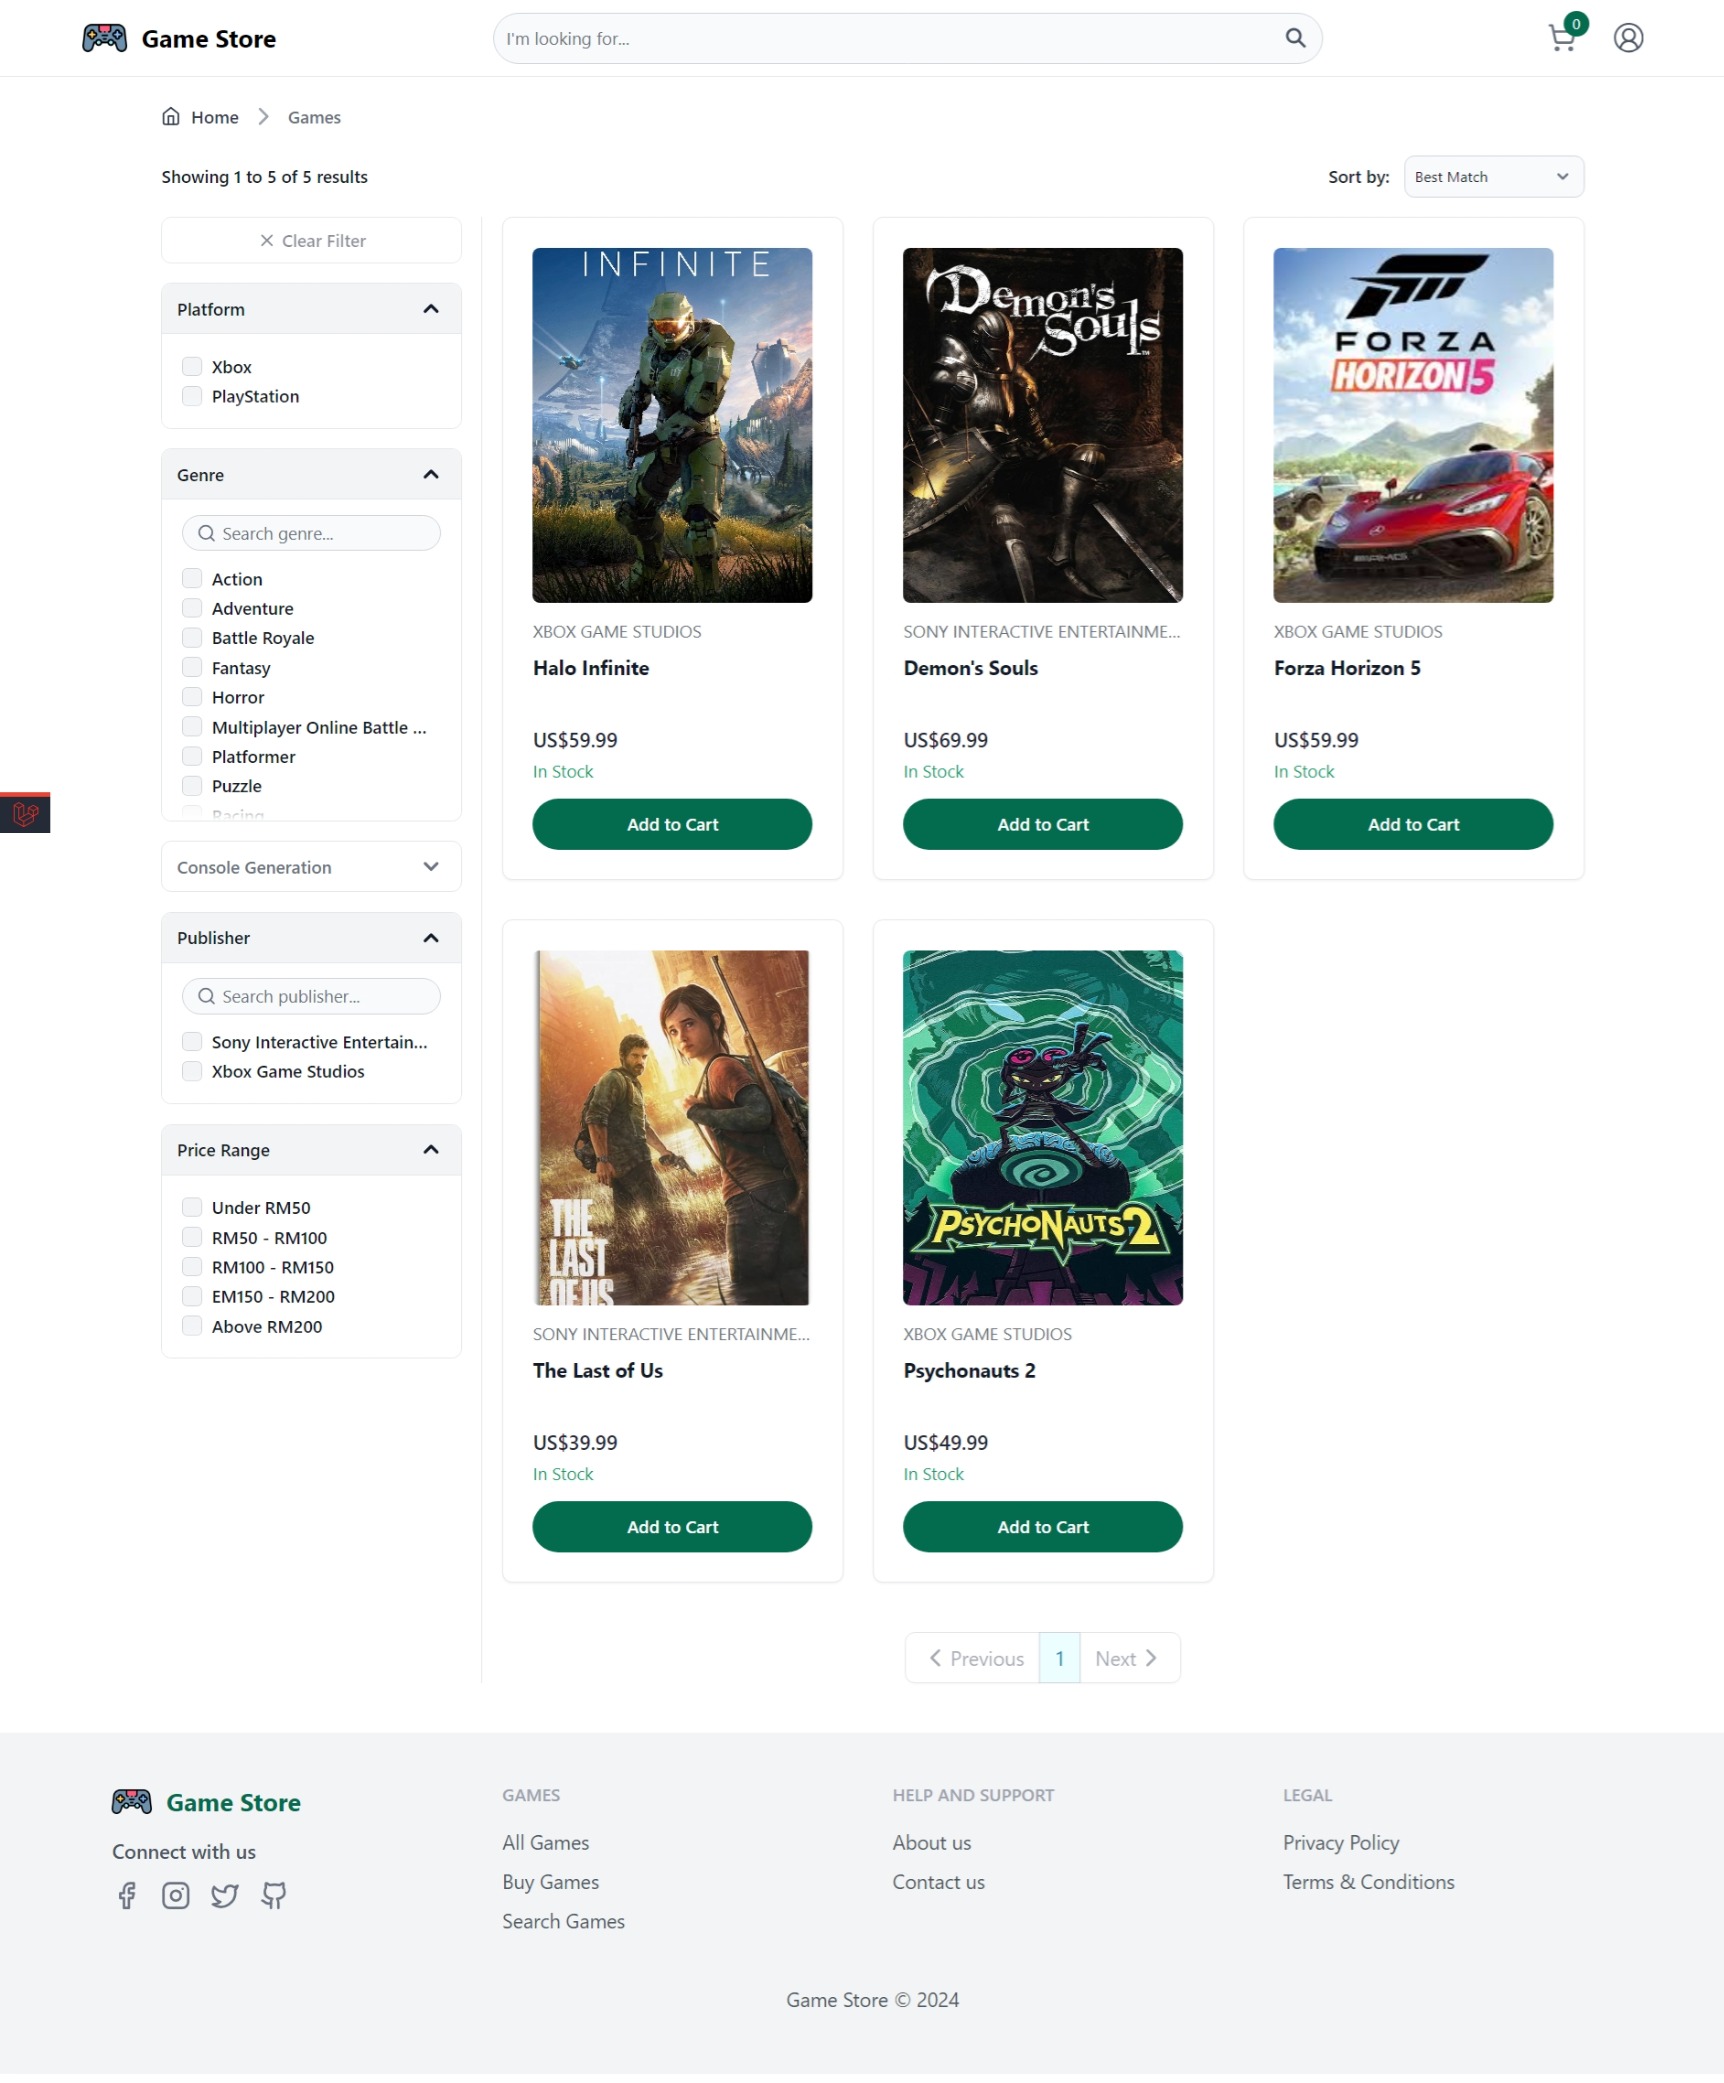 Game Store
I'm looking for...
0
Home
Games
Showing 1 to 5 of 5 results
Sort by:
Best Match
Clear Filter
Platform
Xbox
PlayStation
Genre
Search genre...
Action
Adventure
Battle Royale
Fantasy
Horror
Multiplayer Online Battle ...
Platformer
Puzzle
Racing
Console Generation
Publisher
Search publisher...
Sony Interactive Entertain...
Xbox Game Studios
Price Range
Under RM50
RM50 - RM100
RM100 - RM150
EM150 - RM200
Above RM200
INFINITE
XBOX GAME STUDIOS
Halo Infinite
US$59.99
In Stock
Add to Cart
Demon's
Souls
SONY INTERACTIVE ENTERTAINME...
Demon's Souls
US$69.99
In Stock
Add to Cart
FORZA
HORIZON 5
XBOX GAME STUDIOS
Forza Horizon 5
US$59.99
In Stock
Add to Cart
THE
LAST
OF US
SONY INTERACTIVE ENTERTAINME...
The Last of Us
US$39.99
In Stock
Add to Cart
PSYCHONAUTS 2
XBOX GAME STUDIOS
Psychonauts 2
US$49.99
In Stock
Add to Cart
Previous
1
Next
Game Store
Connect with us
GAMES
All Games
Buy Games
Search Games
HELP AND SUPPORT
About us
Contact us
LEGAL
Privacy Policy
Terms & Conditions
Game Store © 2024